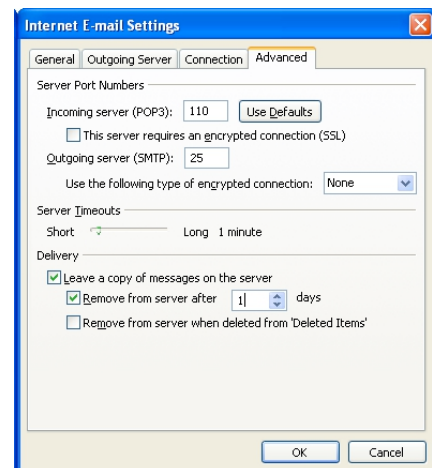 Internet E-mail Settings
General Outgoing Server Connection Advanced
Server Port Numbers
Incoming server (POP3): 110 Use Defaults
This server requires an encrypted connection (SSL)
Outgoing server (SMTP): 25
Use the following type of encrypted connection: None
Server Timeouts
Short Long 1 minute
Delivery
Leave a copy of messages on the server
Remove from server after 1 days
Remove from server when deleted from 'Deleted Items'
OK Cancel